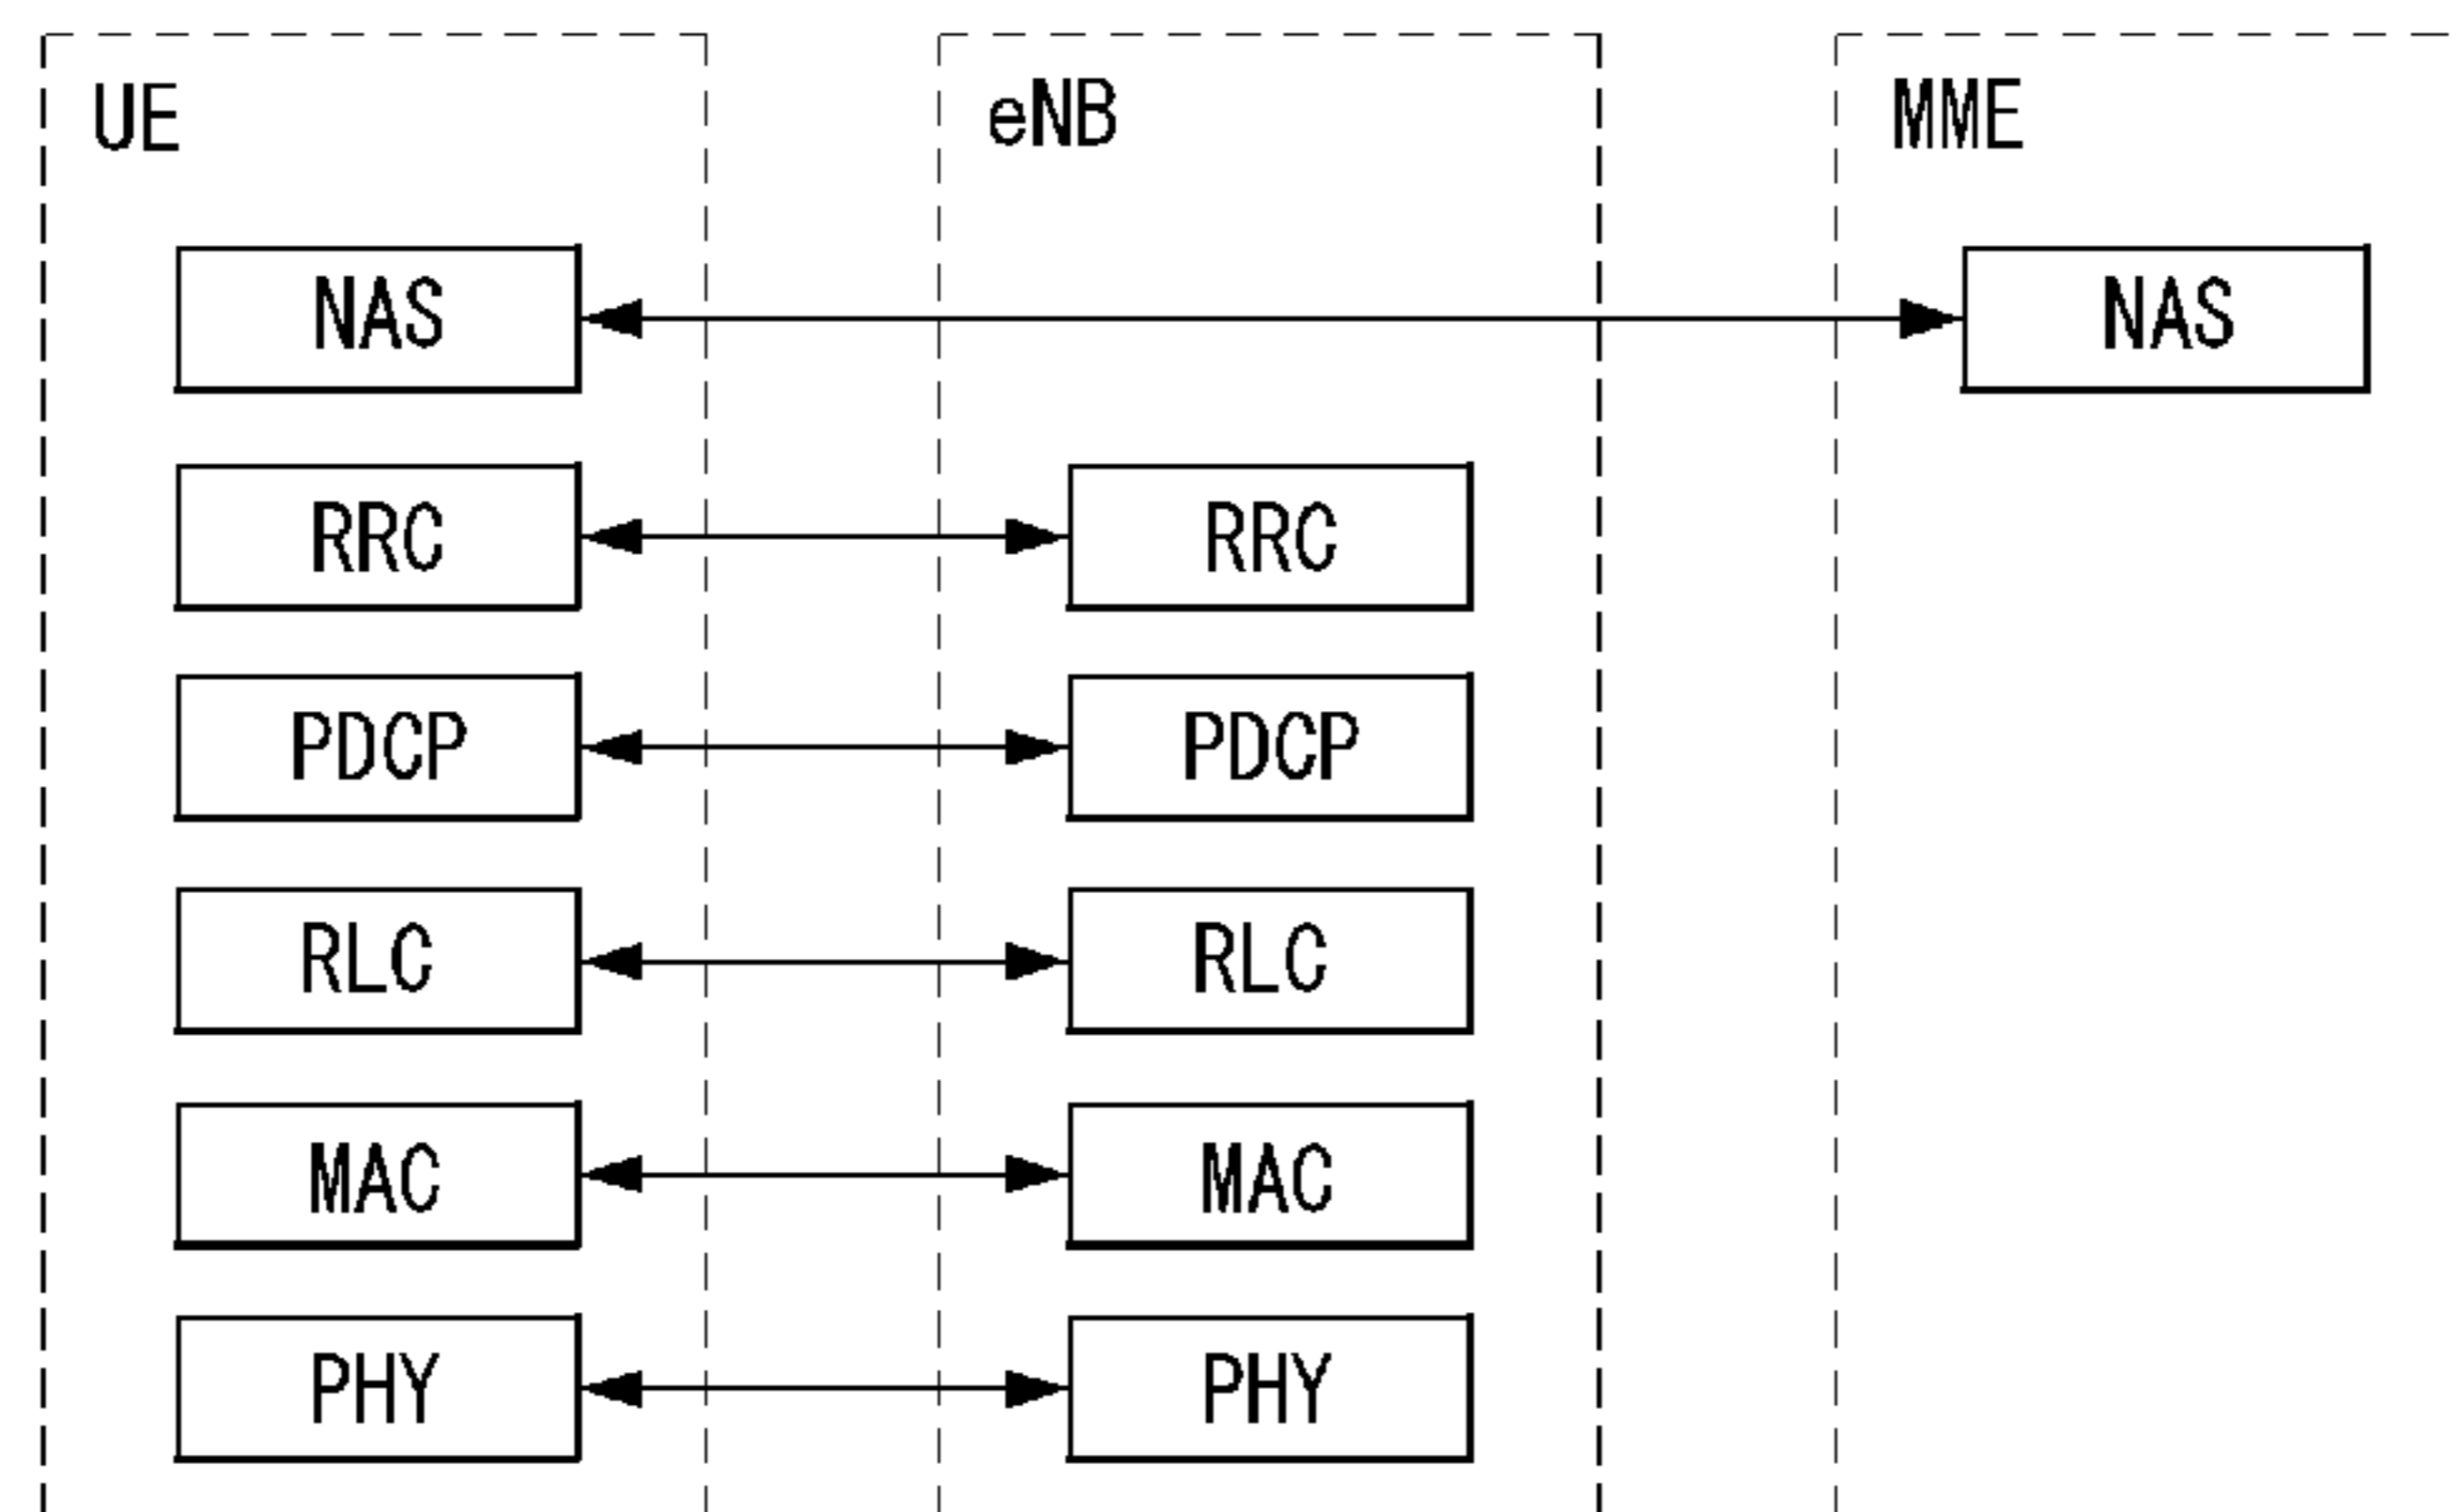 UE eNB MME
NAS NAS
RRC RRC
PDCP PDCP
RLC RLC
MAC MAC
PHY PHY